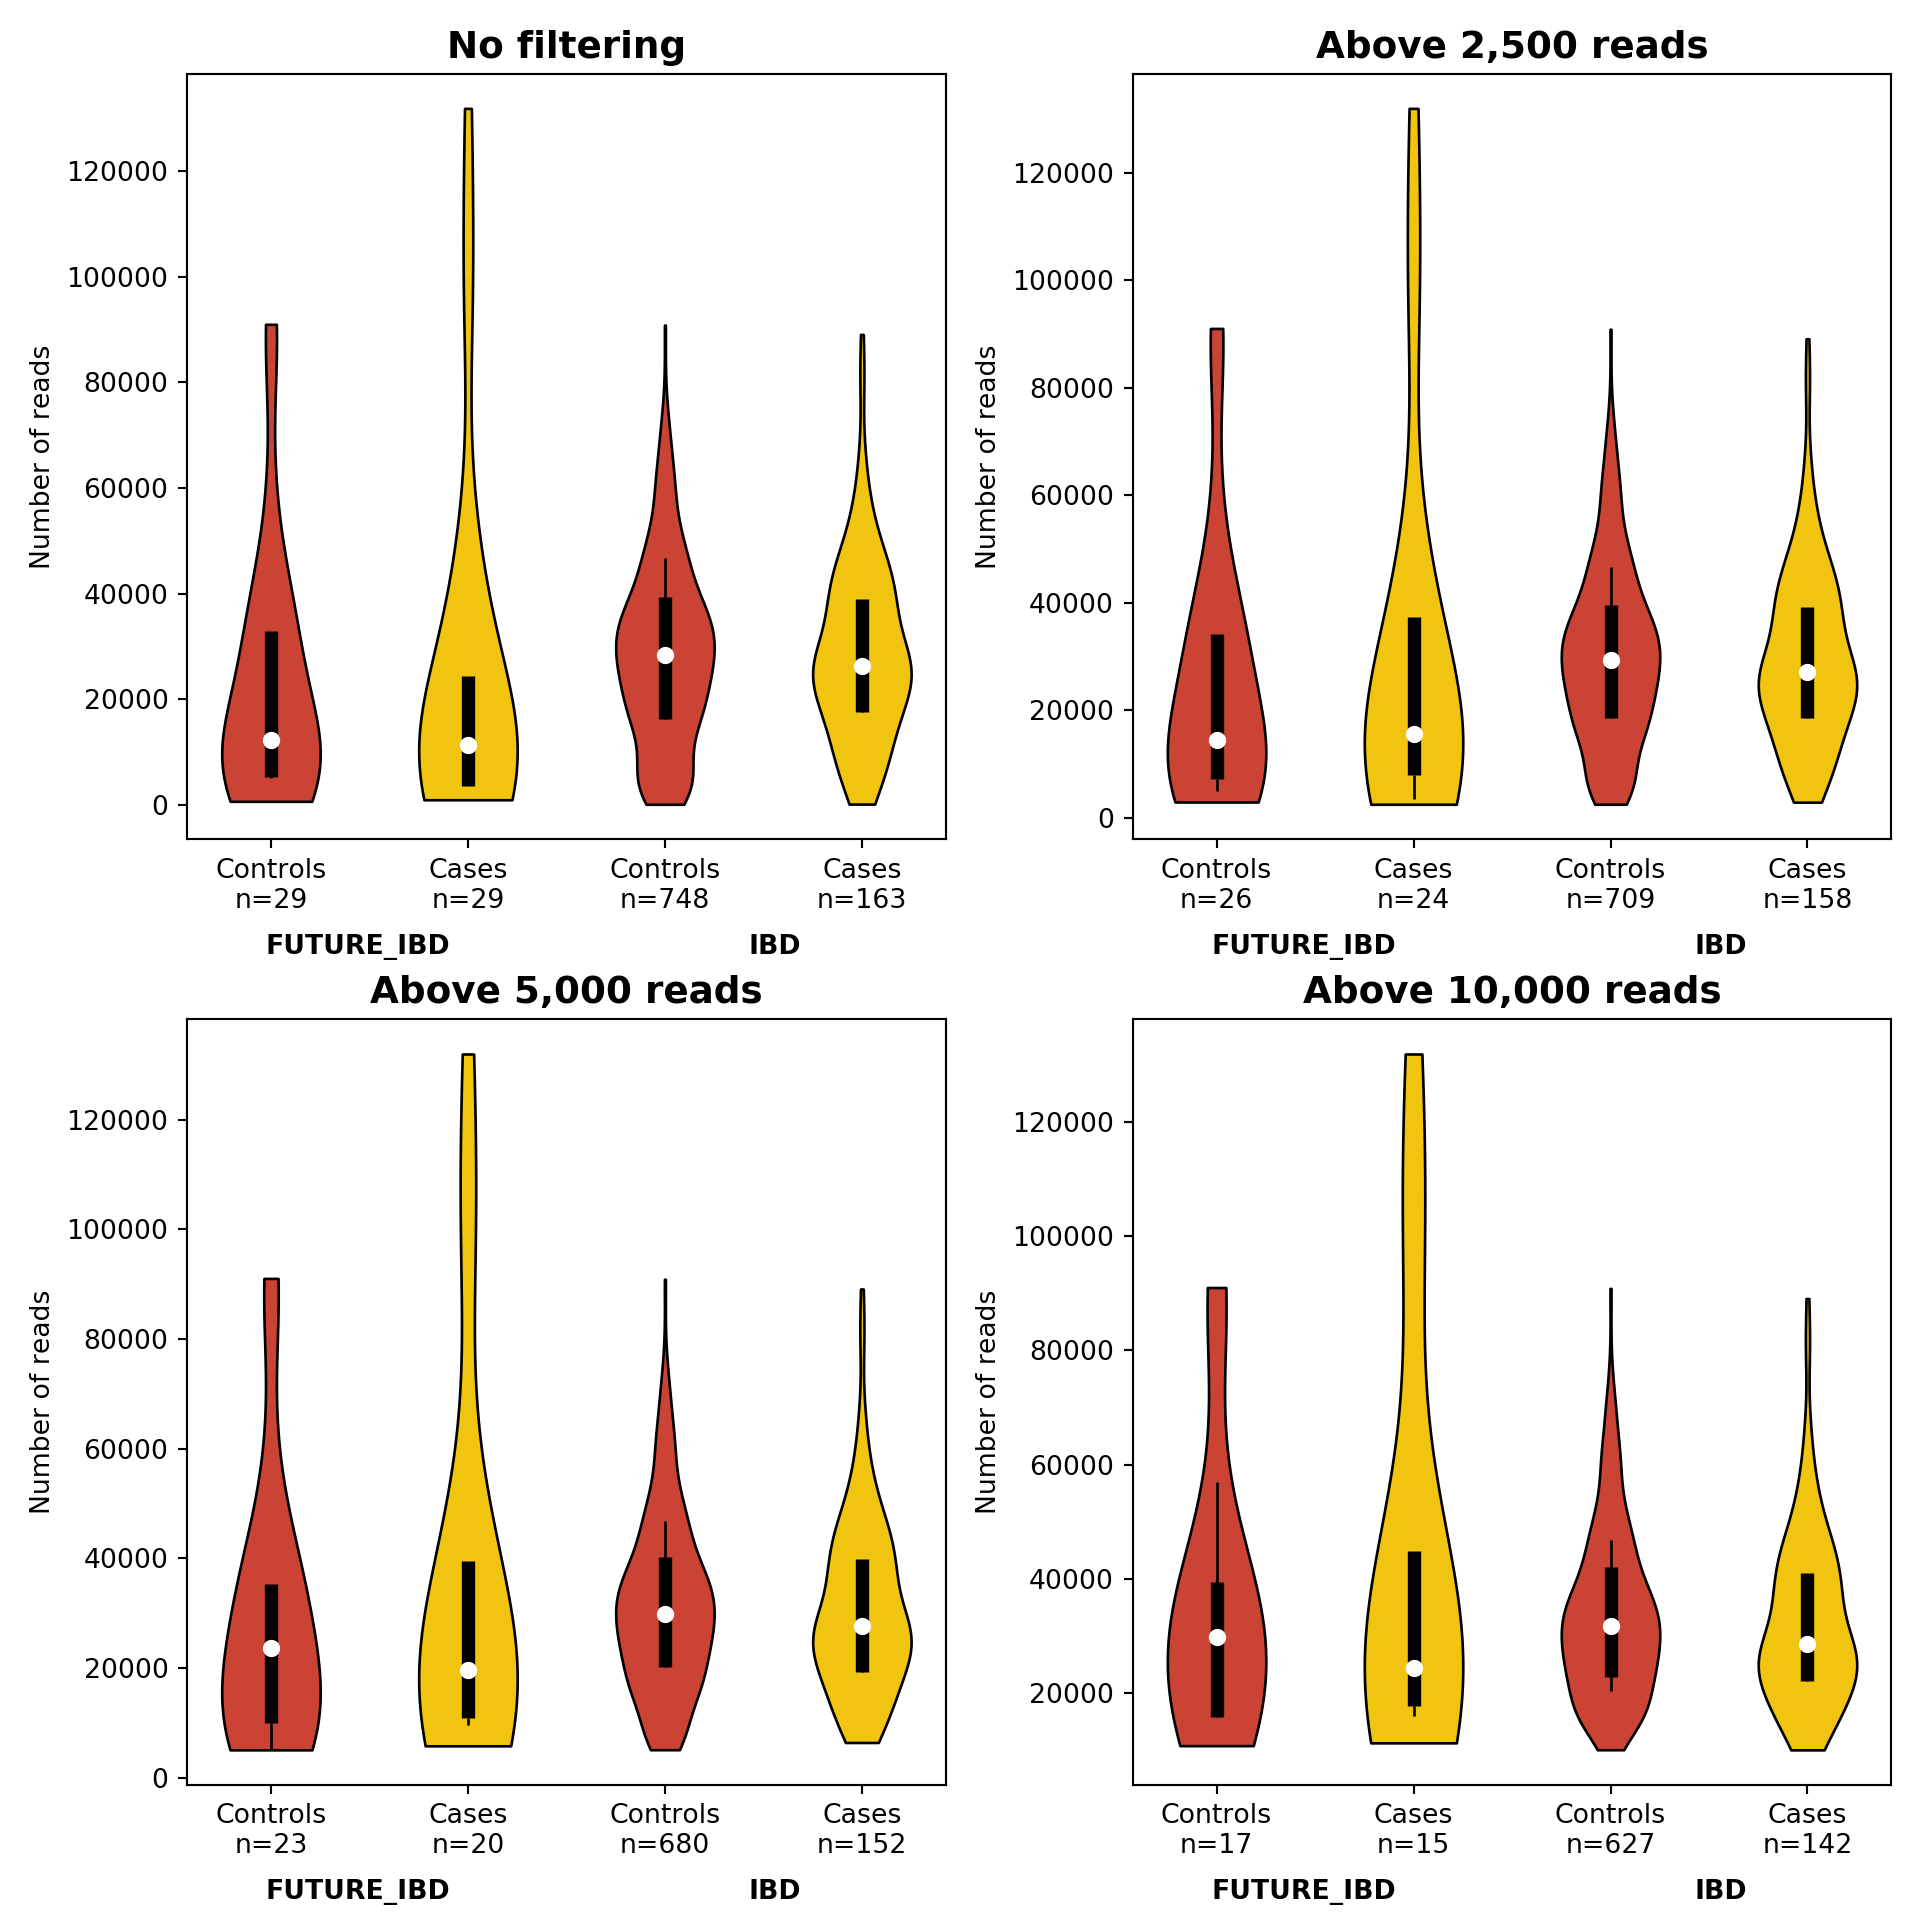 No filtering
Number of reads
120000
100000
80000
60000
40000
20000
0
Controls Cases Controls Cases
n=29 n=29 n=748 n=163
FUTURE_IBD IBD
Above 2,500 reads
Number of reads
120000
100000
80000
60000
40000
20000
0
Controls Cases Controls Cases
n=26 n=24 n=709 n=158
FUTURE_IBD IBD
Above 5,000 reads
Number of reads
120000
100000
80000
60000
40000
20000
0
Controls Cases Controls Cases
n=23 n=20 n=680 n=152
FUTURE_IBD IBD
Above 10,000 reads
Number of reads
120000
100000
80000
60000
40000
20000
Controls Cases Controls Cases
n=17 n=15 n=627 n=142
FUTURE_IBD IBD